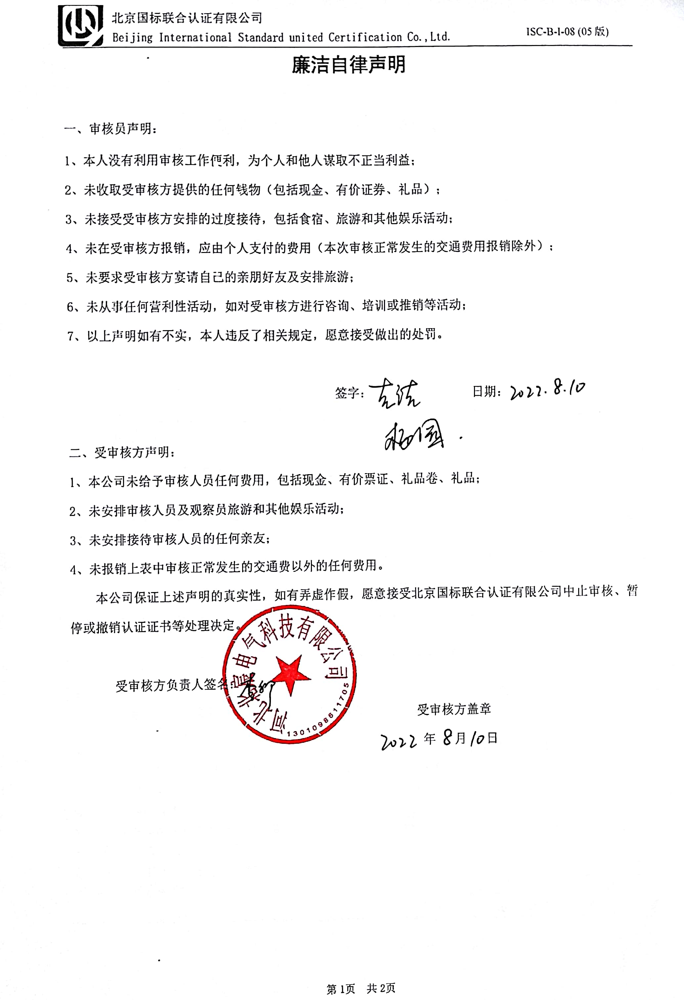 北京国标联合认证有限公司
Beijing International Standard united Certification Co.,Ltd.
ISC-B-I-08(05版)
廉洁自律声明
一、审核员声明：
1、本人没有利用审核工作便利，为个人和他人谋取不正当利益；
2、未收取受审核方提供的任何钱物（包括现金、有价证券、礼品）；
3、未接受受审核方安排的过度接待，包括食宿、旅游和其他娱乐活动；
4、未在受审核方报销，应由个人支付的费用（本次审核正常发生的交通费用报销除外）；
5、未要求受审核方宴请自己的亲朋好友及安排旅游；
6、未从事任何营利性活动，如对受审核方进行咨询、培训或推销等活动；
7、以上声明如有不实，本人违反了相关规定，愿意接受做出的处罚。
签字： 日期：2022.8.10
二、受审核方声明：
1、本公司未给予审核人员任何费用，包括现金、有价票证、礼品卷、礼品；
2、未安排审核人员及观察员旅游和其他娱乐活动；
3、未安排接待审核人员的任何亲友；
4、未报销上表中审核正常发生的交通费以外的任何费用。
本公司保证上述声明的真实性，如有弄虚作假，愿意接受北京国标联合认证有限公司中止审核、暂
停或撤销认证证书等处理决定。
河北 电气科技有限公司
受审核方负责人签名：
1301098611705
受审核方盖章
2022年8月10日
第1页 共2页